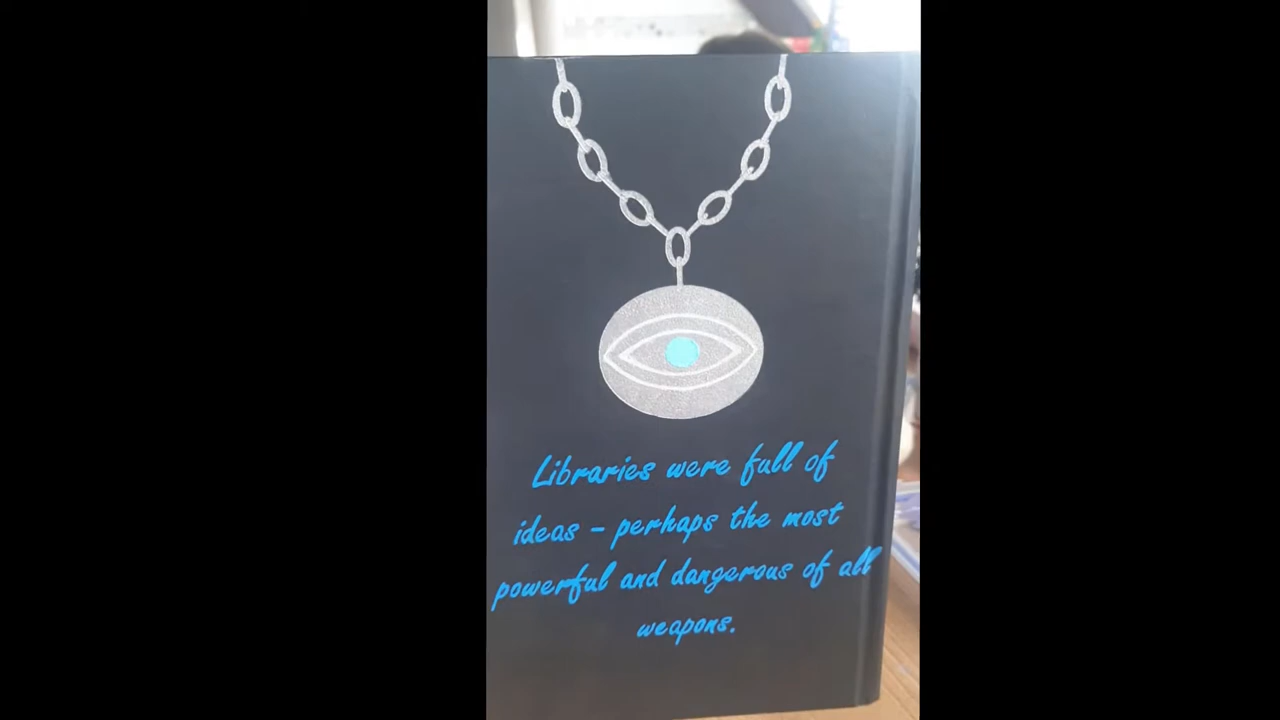 Libraries were full of
ideas – perhaps the most
powerful and dangerous of all
weapons.